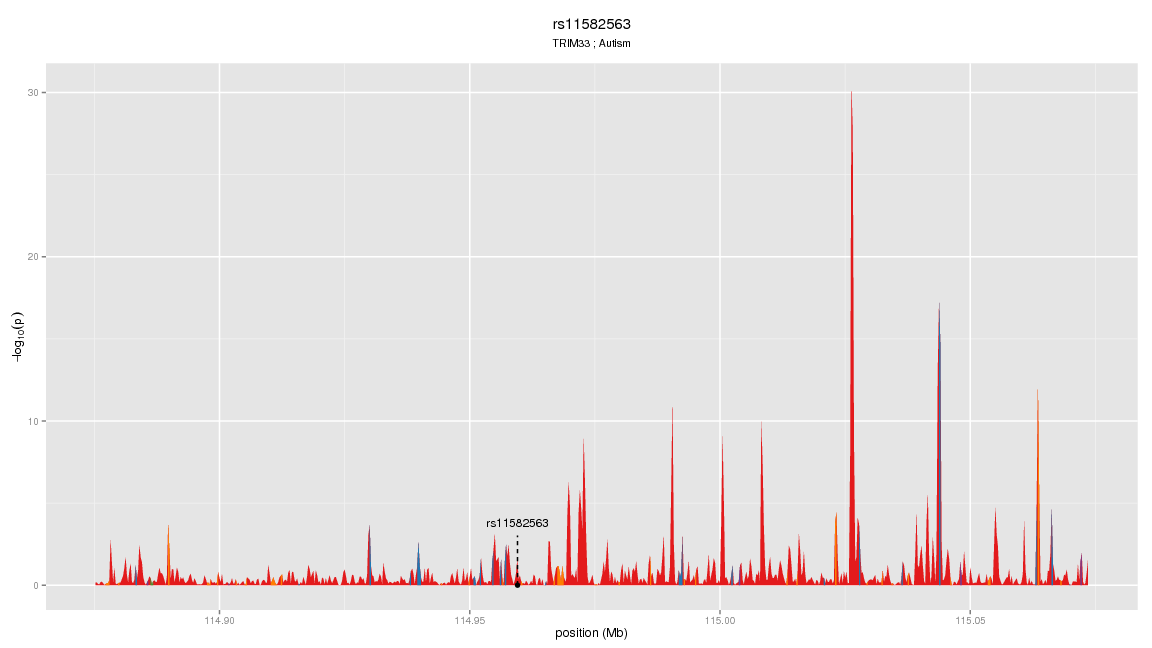 rs11582563
TRIM33 ; Autism
30
20
10
0
−log10(p)
rs11582563
114.90
114.95
115.00
115.05
position (Mb)